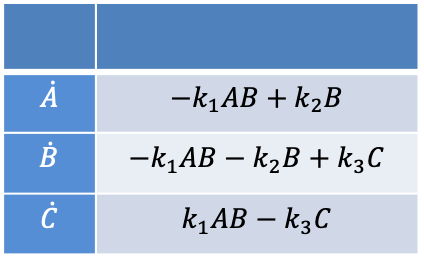 Ȧ −k₁AB + k₂B
Ḃ −k₁AB − k₂B + k₃C
Ċ k₁AB − k₃C